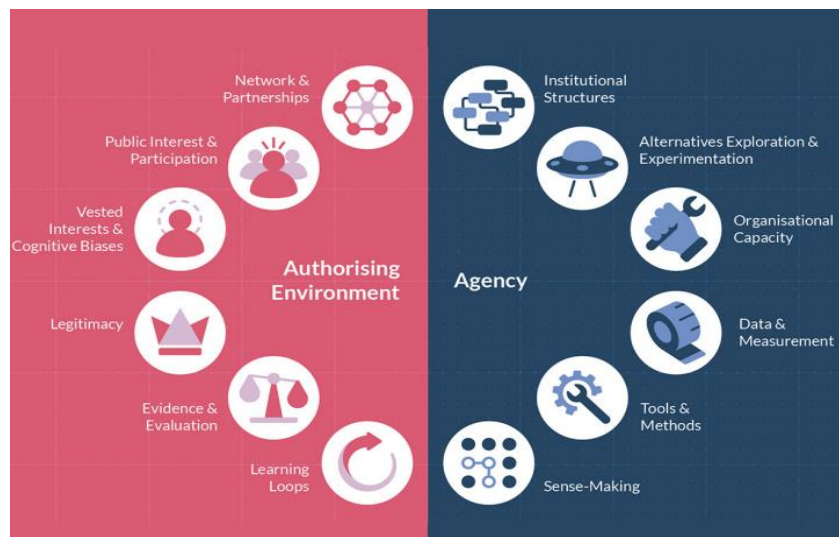 Network &
Partnerships
Public Interest &
Participation
Vested
Interests &
Cognitive Biases
Legitimacy
Evidence &
Evaluation
Learning
Loops
Authorising
Environment
Agency
Institutional
Structures
Alternatives Exploration &
Experimentation
Organisational
Capacity
Data &
Measurement
Tools &
Methods
Sense-Making